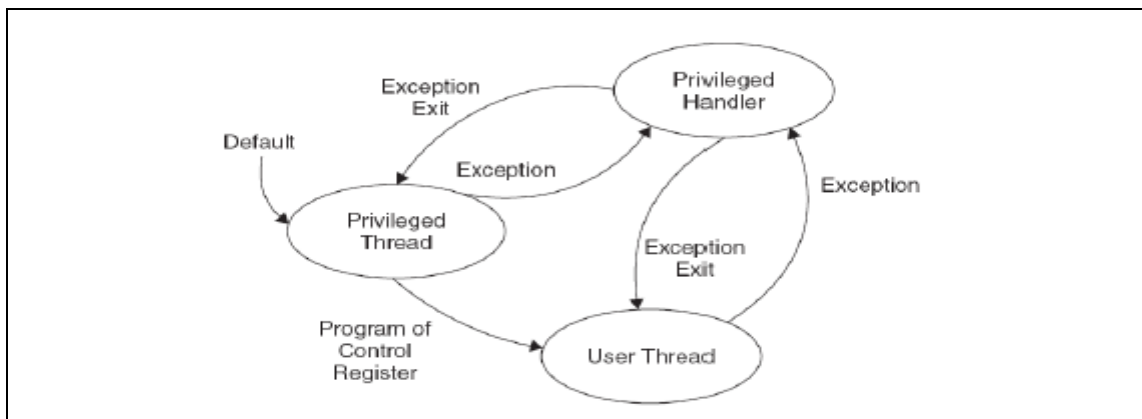 Privileged
Handler
Exception
Exit
Default
Exception
Exception
Privileged
Thread
Exception
Exit
Program of
Control
Register
User Thread